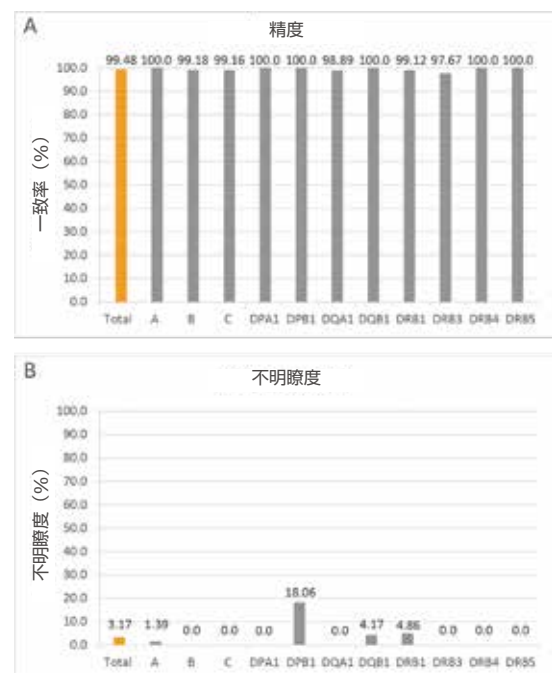 A
精度
一致率（%）
99.48 100.0 99.18 99.16 100.0 100.0 98.89 100.0 99.12 97.67 100.0 100.0
100.0
90.0
80.0
70.0
60.0
50.0
40.0
30.0
20.0
10.0
0.0
Total A B C DPA1 DPB1 DQA1 DQB1 DRB1 DRB3 DRB4 DRB5
B
不明瞭度
不明瞭度（%）
100.0
90.0
80.0
70.0
60.0
50.0
40.0
30.0
20.0
10.0
0.0
3.17 1.39 0.0 0.0 0.0 18.06 0.0 4.17 4.86 0.0 0.0 0.0
Total A B C DPA1 DPB1 DQA1 DQB1 DRB1 DRB3 DRB4 DRB5